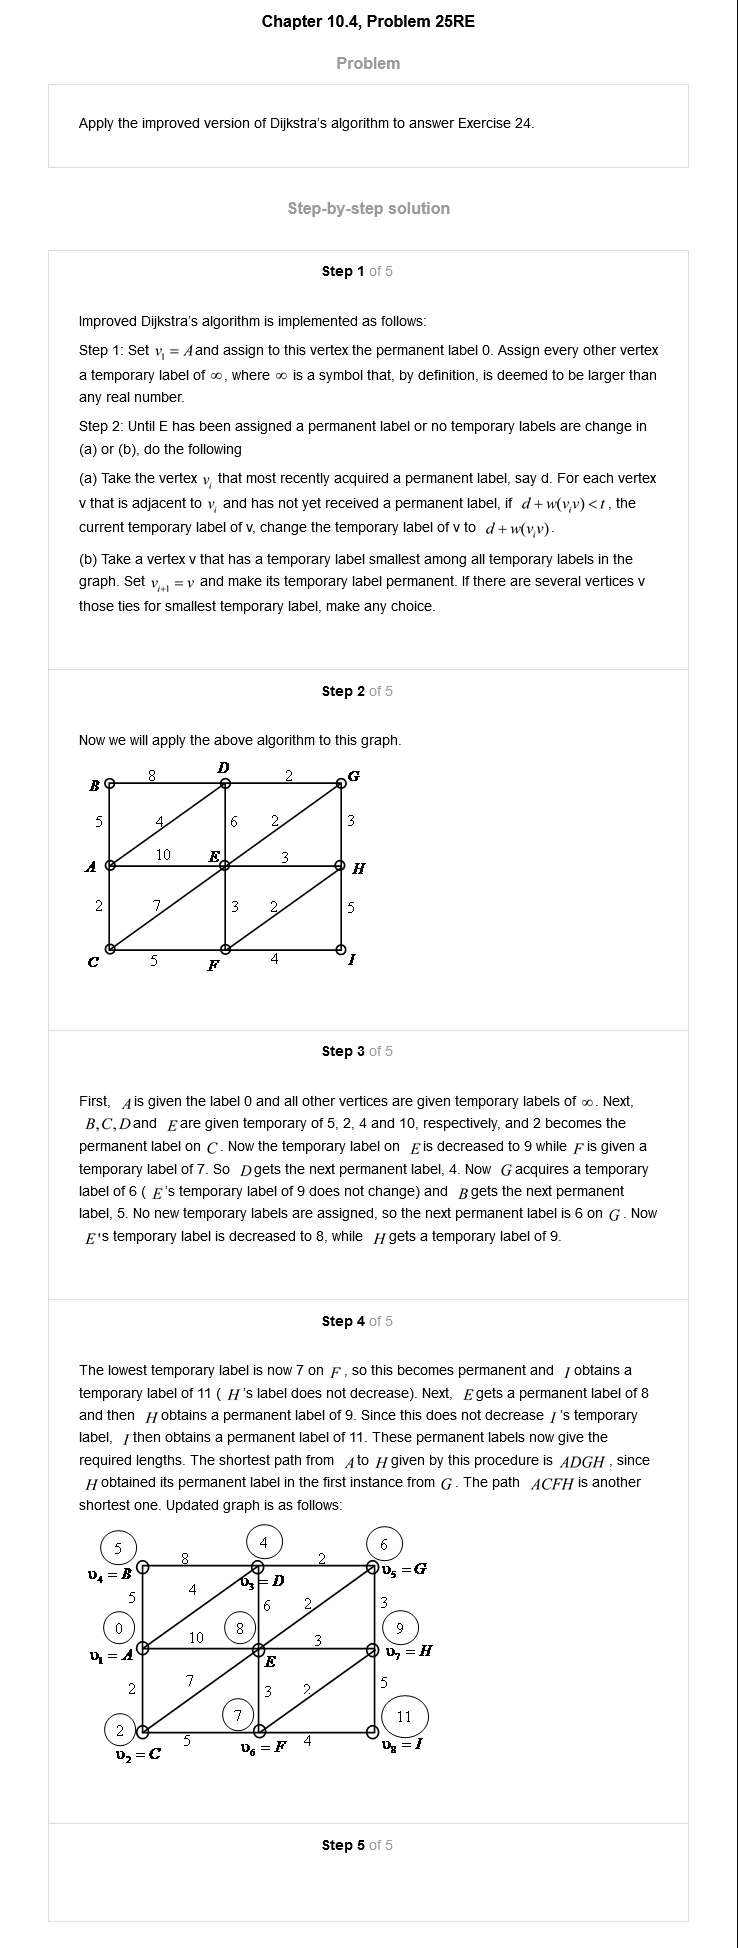 Chapter 10.4, Problem 25RE
Problem
Apply the improved version of Dijkstra's algorithm to answer Exercise 24.
Step-by-step solution
Step 1 of 5
Improved Dijkstra's algorithm is implemented as follows:
Step 1: Set v₁ = A and assign to this vertex the permanent label 0. Assign every other vertex
a temporary label of ∞, where ∞ is a symbol that, by definition, is deemed to be larger than
any real number.
Step 2: Until E has been assigned a permanent label or no temporary labels are change in
(a) or (b), do the following
(a) Take the vertex vᵢ that most recently acquired a permanent label, say d. For each vertex
v that is adjacent to vᵢ and has not yet received a permanent label, if d + w(vᵢv) < t, the
current temporary label of v, change the temporary label of v to d + w(vᵢv).
(b) Take a vertex v that has a temporary label smallest among all temporary labels in the
graph. Set vᵢ₊₁ = v and make its temporary label permanent. If there are several vertices v
those ties for smallest temporary label, make any choice.
Step 2 of 5
Now we will apply the above algorithm to this graph.
D
B 8 2 G
5 4 6 2 3
10 E 3
A H
2 7 3 2 5
C 5 F 4 I
Step 3 of 5
First, A is given the label 0 and all other vertices are given temporary labels of ∞. Next,
B,C,D and E are given temporary of 5, 2, 4 and 10, respectively, and 2 becomes the
permanent label on C. Now the temporary label on E is decreased to 9 while F is given a
temporary label of 7. So D gets the next permanent label, 4. Now G acquires a temporary
label of 6 ( E's temporary label of 9 does not change) and B gets the next permanent
label, 5. No new temporary labels are assigned, so the next permanent label is 6 on G. Now
E's temporary label is decreased to 8, while H gets a temporary label of 9.
Step 4 of 5
The lowest temporary label is now 7 on F, so this becomes permanent and I obtains a
temporary label of 11 ( H's label does not decrease). Next, E gets a permanent label of 8
and then H obtains a permanent label of 9. Since this does not decrease I's temporary
label, I then obtains a permanent label of 11. These permanent labels now give the
required lengths. The shortest path from A to H given by this procedure is ADGH, since
H obtained its permanent label in the first instance from G. The path ACFH is another
shortest one. Updated graph is as follows:
5 4 6
8 2
υ₄ = B υ₃ = D υ₅ = G
5 4 6 2 3
0 10 8 3 9
υ₁ = A E υ₇ = H
2 7 3 2 5
2 7 11
5 4
υ₂ = C υ₆ = F υ₈ = I
Step 5 of 5